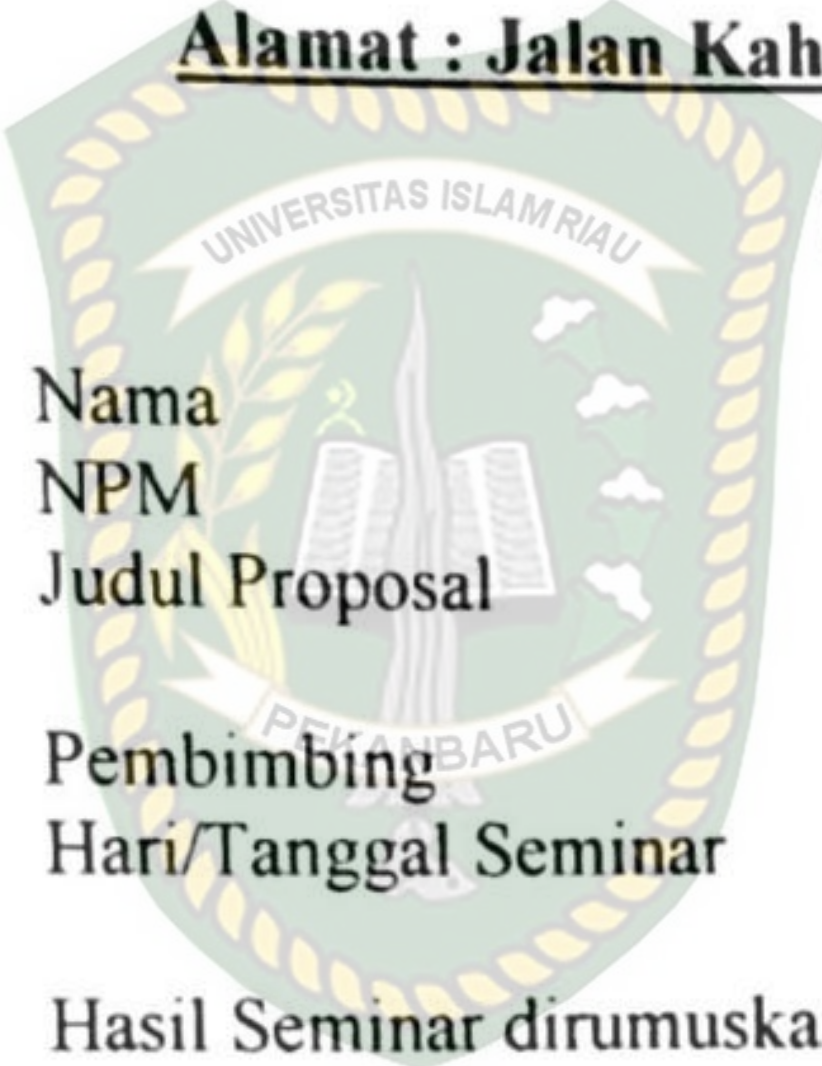 Alamat : Jalan Kah
UNIVERSITAS ISLAM RIAU
Nama
NPM
Judul Proposal
PEKANBARU
Pembimbing
Hari/Tanggal Seminar
Hasil Seminar dirumuska